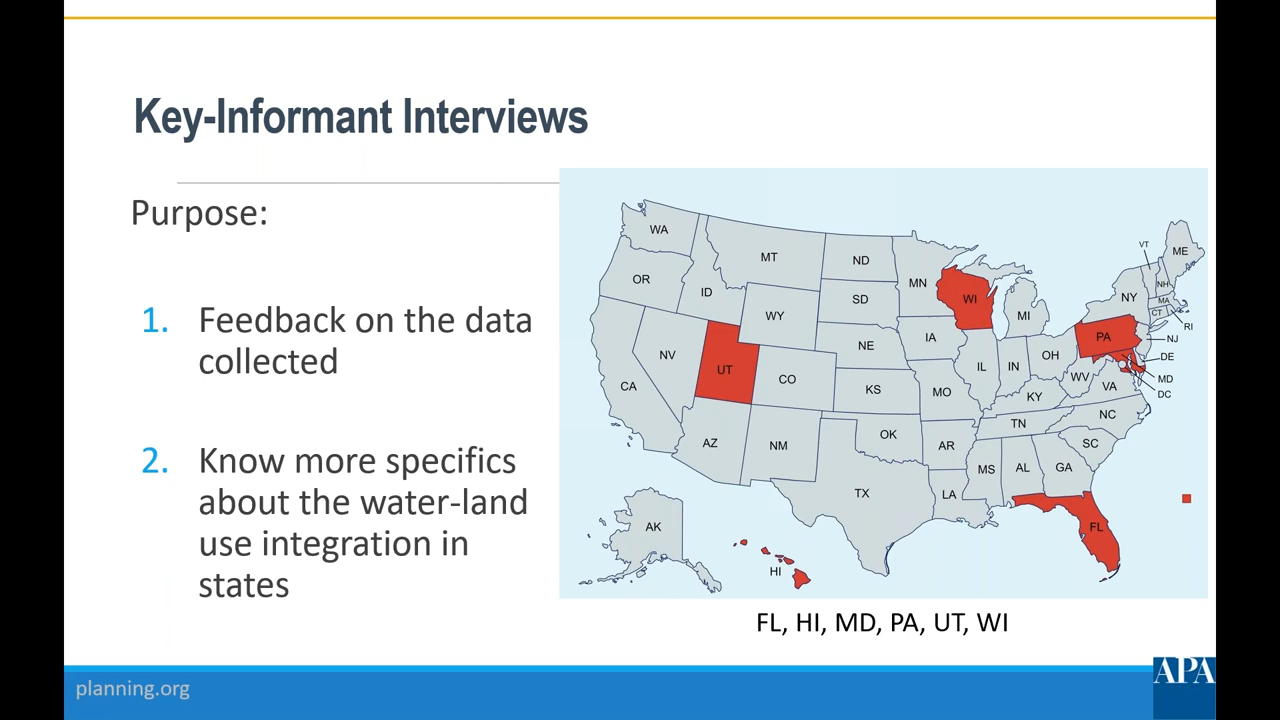 Key-Informant Interviews
Purpose:
1. Feedback on the data
collected
2. Know more specifics
about the water-land
use integration in
states
WA
MT
ND
MN
VT
ME
OR
ID
SD
WI
NY
NH
MA
CT
RI
WY
MI
NV
UT
NE
IA
PA
NJ
CO
IL
IN
OH
DE
CA
KS
MO
WV
VA
MD
DC
KY
NC
AZ
NM
OK
AR
TN
SC
TX
LA
MS
AL
GA
AK
HI
FL
FL, HI, MD, PA, UT, WI
planning.org
APA